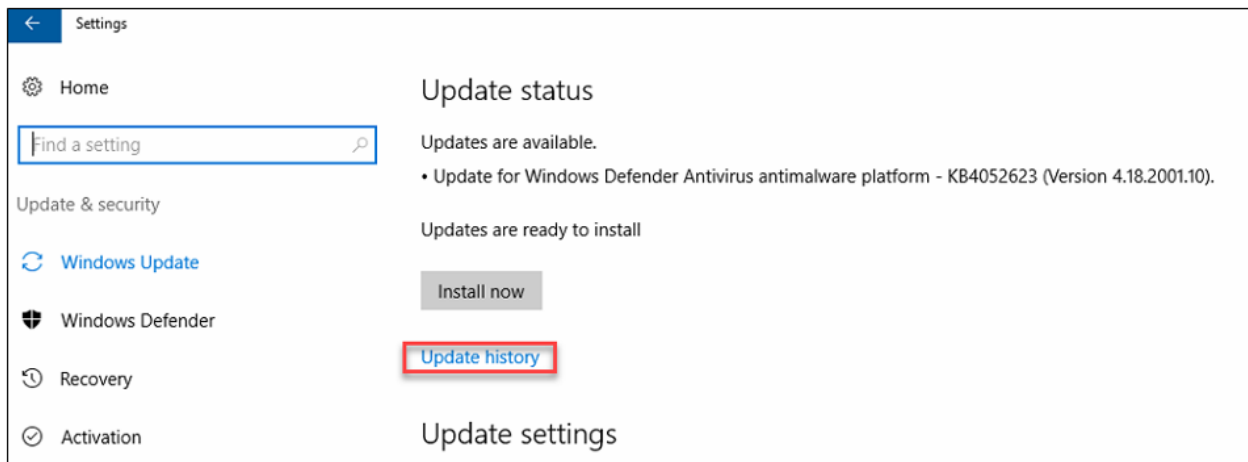 Settings
Home
Find a setting
Update & security
Windows Update
Windows Defender
Recovery
Activation
Update status
Updates are available.
• Update for Windows Defender Antivirus antimalware platform - KB4052623 (Version 4.18.2001.10).
Updates are ready to install
Install now
Update history
Update settings